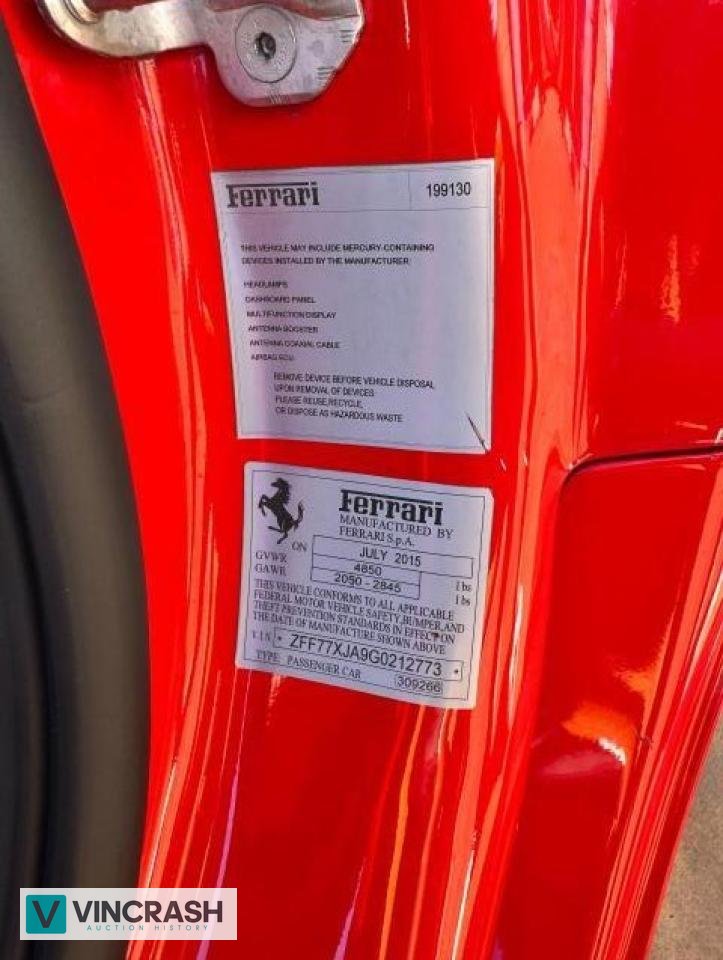 Ferrari 199130
THIS VEHICLE MAY INCLUDE MERCURY-CONTAINING
DEVICES INSTALLED BY THE MANUFACTURER:
HEADLAMPS
DASHBOARD PANEL
MULTIFUNCTION DISPLAY
ANTENNA BOOSTER
ANTENNA COAXIAL CABLE
AIRBAG ECU
REMOVE DEVICE BEFORE VEHICLE DISPOSAL
UPON REMOVAL OF DEVICES
PLEASE REUSE,RECYCLE,
OR DISPOSE AS HAZARDOUS WASTE
Ferrari
MANUFACTURED BY
FERRARI S.p.A.
ON JULY 2015
GVWR 4850 lbs
GAWR 2090 - 2845 lbs
THIS VEHICLE CONFORMS TO ALL APPLICABLE
FEDERAL MOTOR VEHICLE SAFETY,BUMPER,AND
THEFT PREVENTION STANDARDS IN EFFECT ON
THE DATE OF MANUFACTURE SHOWN ABOVE
V.I.N * ZFF77XJA9G0212773 *
TYPE PASSENGER CAR 309266
V VINCRASH
AUCTION HISTORY